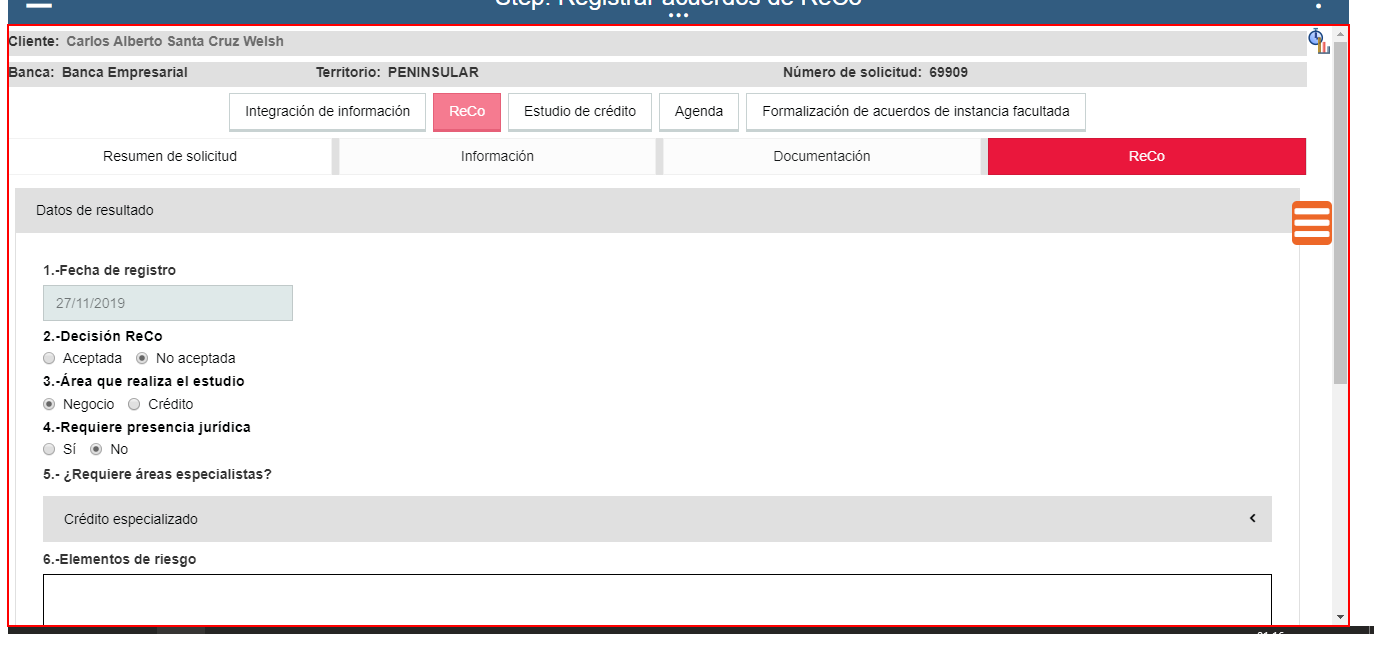 Step: Registrar acuerdos de ReCo
Cliente: Carlos Alberto Santa Cruz Welsh
Banca: Banca Empresarial Territorio: PENINSULAR Número de solicitud: 69909
Integración de información ReCo Estudio de crédito Agenda Formalización de acuerdos de instancia facultada
Resumen de solicitud Información Documentación ReCo
Datos de resultado
1.-Fecha de registro
27/11/2019
2.-Decisión ReCo
Aceptada No aceptada
3.-Área que realiza el estudio
Negocio Crédito
4.-Requiere presencia jurídica
Sí No
5.- ¿Requiere áreas especialistas?
Crédito especializado
6.-Elementos de riesgo